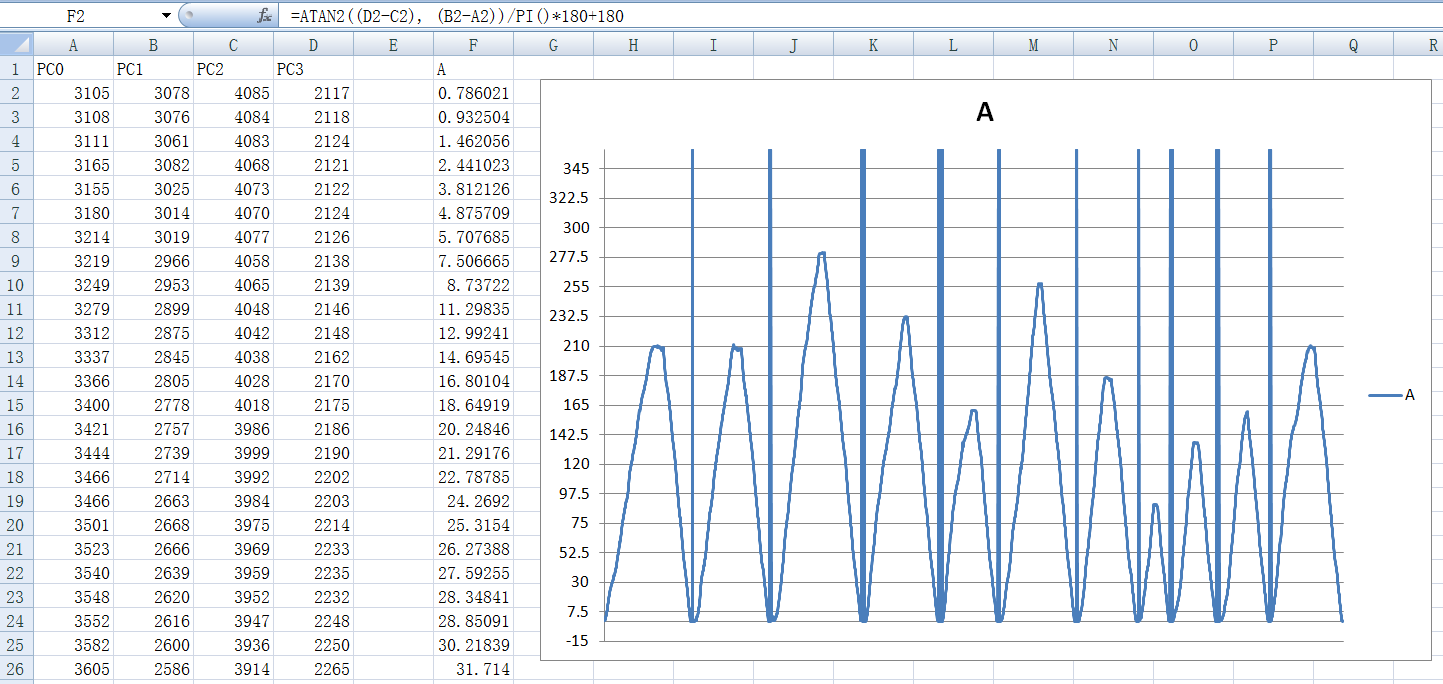 F2 fx =ATAN2((D2-C2), (B2-A2))/PI()*180+180
A B C D E F G H I J K L M N O P Q R
1 PC0 PC1 PC2 PC3 A
2 3105 3078 4085 2117 0.786021
3 3108 3076 4084 2118 0.932504
4 3111 3061 4083 2124 1.462056
5 3165 3082 4068 2121 2.441023
6 3155 3025 4073 2122 3.812126
7 3180 3014 4070 2124 4.875709
8 3214 3019 4077 2126 5.707685
9 3219 2966 4058 2138 7.506665
10 3249 2953 4065 2139 8.73722
11 3279 2899 4048 2146 11.29835
12 3312 2875 4042 2148 12.99241
13 3337 2845 4038 2162 14.69545
14 3366 2805 4028 2170 16.80104
15 3400 2778 4018 2175 18.64919
16 3421 2757 3986 2186 20.24846
17 3444 2739 3999 2190 21.29176
18 3466 2714 3992 2202 22.78785
19 3466 2663 3984 2203 24.2692
20 3501 2668 3975 2214 25.3154
21 3523 2666 3969 2233 26.27388
22 3540 2639 3959 2235 27.59255
23 3548 2620 3952 2232 28.34841
24 3552 2616 3947 2248 28.85091
25 3582 2600 3936 2250 30.21839
26 3605 2586 3914 2265 31.714
A
345
322.5
300
277.5
255
232.5
210
187.5
165
142.5
120
97.5
75
52.5
30
7.5
-15
A